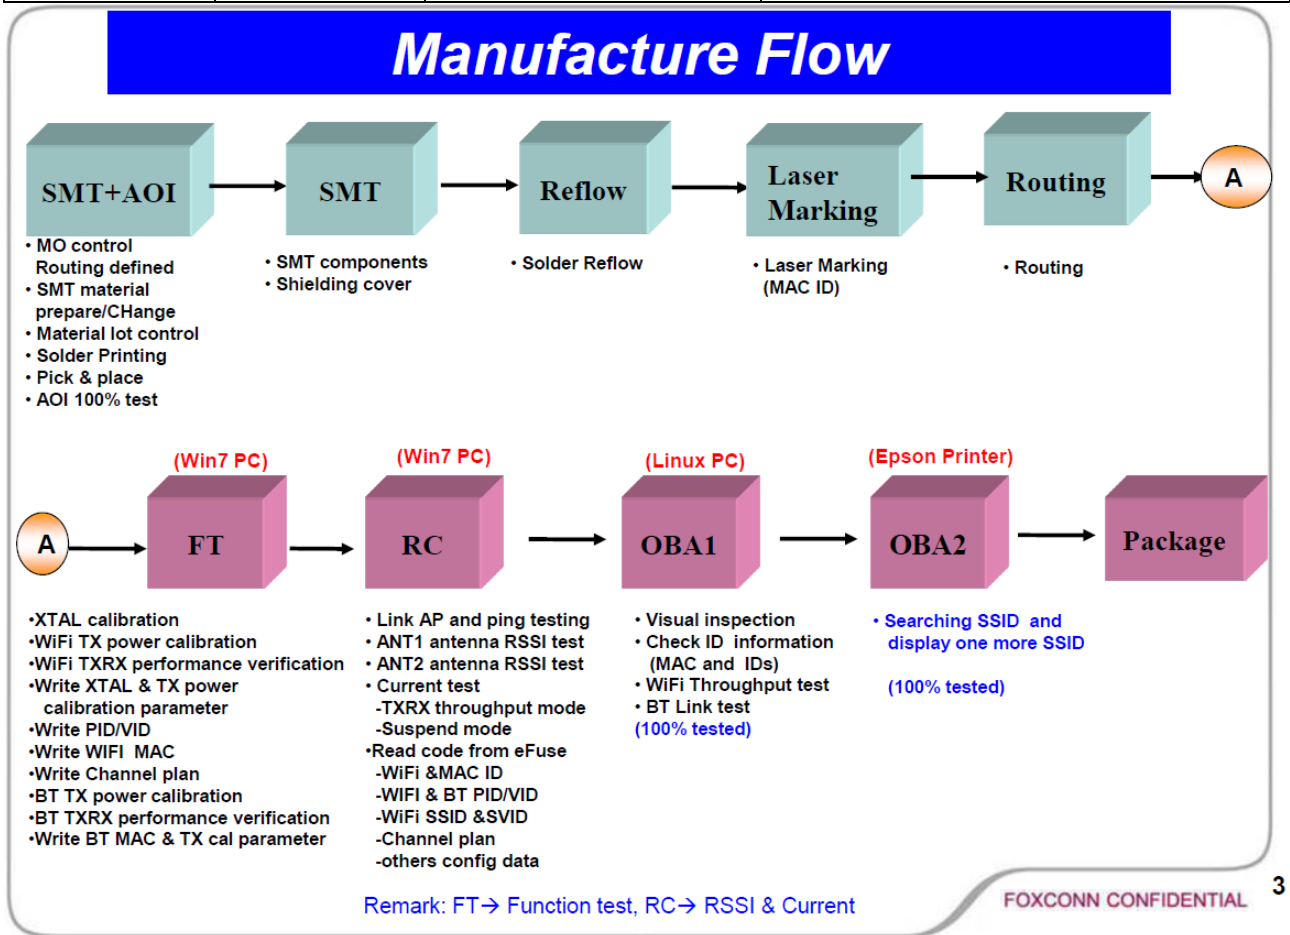 Manufacture Flow
SMT+AOI
SMT
Reflow
Laser
Marking
Routing
A
• MO control
Routing defined
• SMT material
prepare/CHange
• Material lot control
• Solder Printing
• Pick & place
• AOI 100% test
• SMT components
• Shielding cover
• Solder Reflow
• Laser Marking
(MAC ID)
• Routing
(Win7 PC)
(Win7 PC)
(Linux PC)
(Epson Printer)
A
FT
RC
OBA1
OBA2
Package
•XTAL calibration
•WiFi TX power calibration
•WiFi TXRX performance verification
•Write XTAL & TX power
calibration parameter
•Write PID/VID
•Write WIFI MAC
•Write Channel plan
•BT TX power calibration
•BT TXRX performance verification
•Write BT MAC & TX cal parameter
• Link AP and ping testing
• ANT1 antenna RSSI test
• ANT2 antenna RSSI test
• Current test
-TXRX throughput mode
-Suspend mode
•Read code from eFuse
-WiFi &MAC ID
-WIFI & BT PID/VID
-WiFi SSID &SVID
-Channel plan
-others config data
• Visual inspection
• Check ID information
(MAC and IDs)
• WiFi Throughput test
• BT Link test
(100% tested)
• Searching SSID and
display one more SSID
(100% tested)
Remark: FT→ Function test, RC→ RSSI & Current
FOXCONN CONFIDENTIAL
3